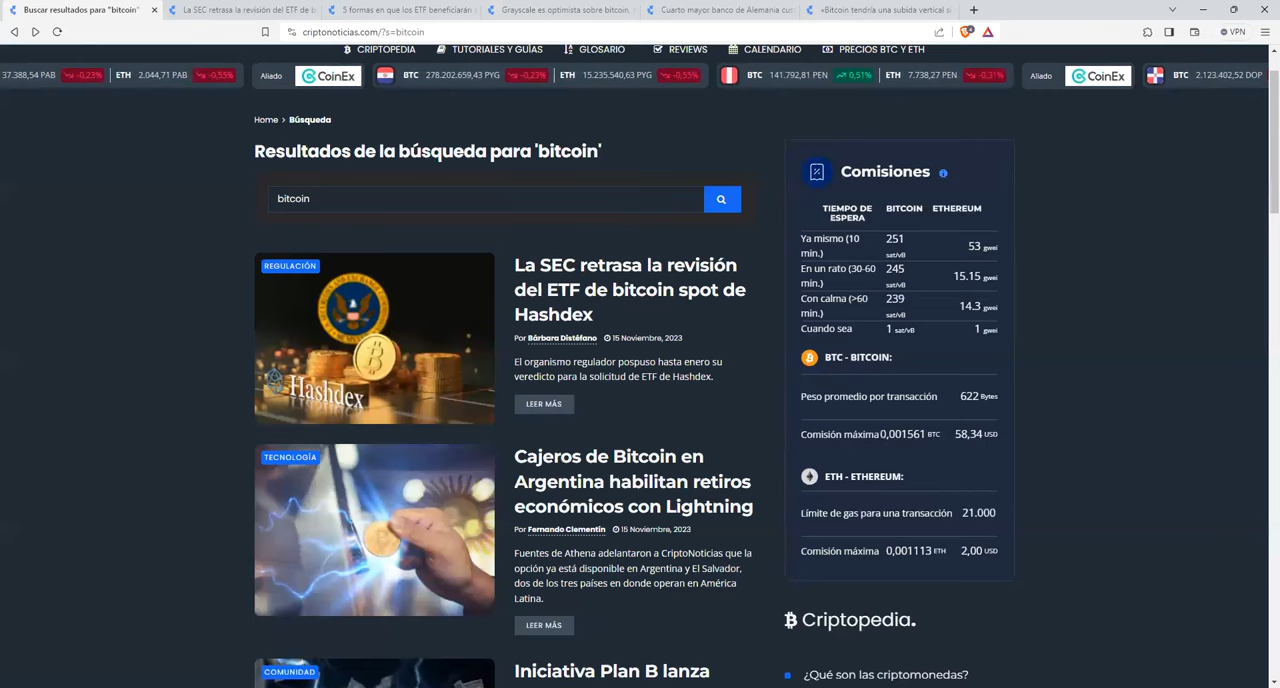 Buscar resultados para "bitcoin"
La SEC retrasa la revisión del ETF de b
5 formas en que los ETF beneficiarán a
Grayscale es optimista sobre bitcoin,
Cuarto mayor banco de Alemania cus
«Bitcoin tendría una subida vertical s
criptonoticias.com/?s=bitcoin
VPN
CRIPTOPEDIA
TUTORIALES Y GUÍAS
GLOSARIO
REVIEWS
CALENDARIO
PRECIOS BTC Y ETH
37.388,54 PAB -0,23% ETH 2.044,71 PAB -0,55%
Aliado CoinEx
BTC 278.202.659,43 PYG -0,23% ETH 15.235.540,63 PYG -0,55%
BTC 141.792,81 PEN 0,51% ETH 7.738,27 PEN -0,31%
Aliado CoinEx
BTC 2.123.402,52 DOP
Home > Búsqueda
Resultados de la búsqueda para 'bitcoin'
bitcoin
REGULACIÓN
Hashdex
La SEC retrasa la revisión
del ETF de bitcoin spot de
Hashdex
Por Bárbara Distéfano 15 Noviembre, 2023
El organismo regulador pospuso hasta enero su
veredicto para la solicitud de ETF de Hashdex.
LEER MÁS
TECNOLOGÍA
Cajeros de Bitcoin en
Argentina habilitan retiros
económicos con Lightning
Por Fernando Clementín 15 Noviembre, 2023
Fuentes de Athena adelantaron a CriptoNoticias que la
opción ya está disponible en Argentina y El Salvador,
dos de los tres países en donde operan en América
Latina.
LEER MÁS
COMUNIDAD
Iniciativa Plan B lanza
Comisiones
TIEMPO DE
ESPERA
BITCOIN
ETHEREUM
Ya mismo (10
min.)
251
sat/vB
53 gwei
En un rato (30-60
min.)
245
sat/vB
15.15 gwei
Con calma (>60
min.)
239
sat/vB
14.3 gwei
Cuando sea
1 sat/vB
1 gwei
BTC - BITCOIN:
Peso promedio por transacción 622 Bytes
Comisión máxima 0,001561 BTC 58,34 USD
ETH - ETHEREUM:
Límite de gas para una transacción 21.000
Comisión máxima 0,001113 ETH 2,00 USD
Criptopedia.
¿Qué son las criptomonedas?